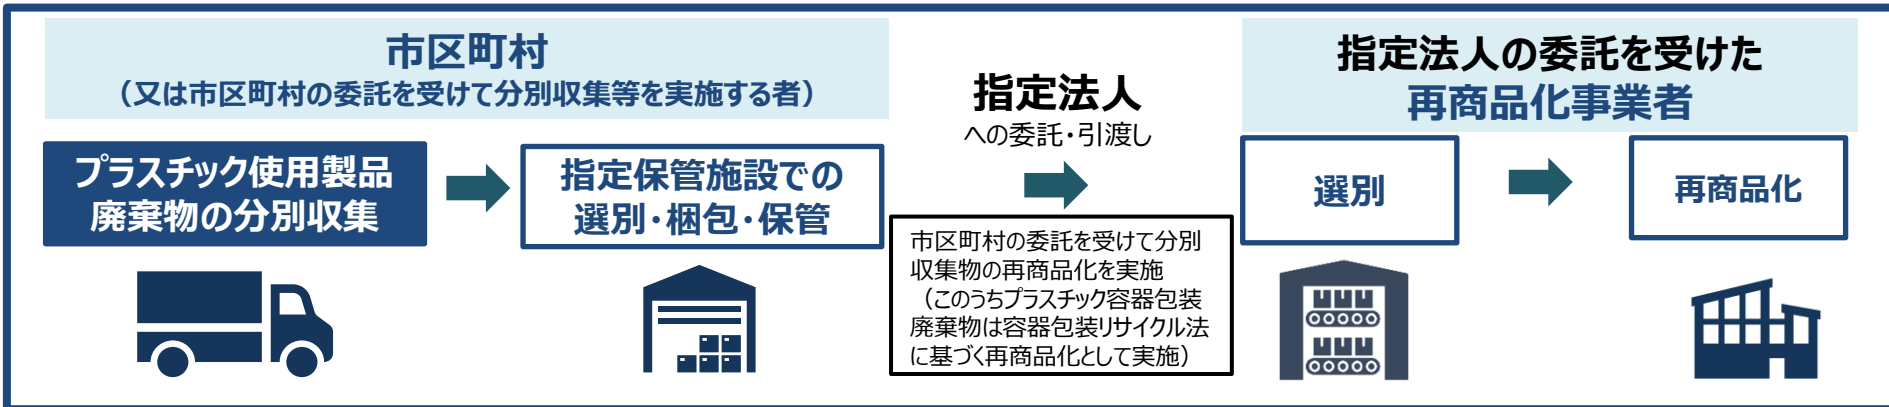 市区町村
（又は市区町村の委託を受けて分別収集等を実施する者）
プラスチック使用製品
廃棄物の分別収集
指定保管施設での
選別・梱包・保管
指定法人
への委託・引渡し
市区町村の委託を受けて分別
収集物の再商品化を実施
（このうちプラスチック容器包装
廃棄物は容器包装リサイクル法
に基づく再商品化として実施）
指定法人の委託を受けた
再商品化事業者
選別
再商品化